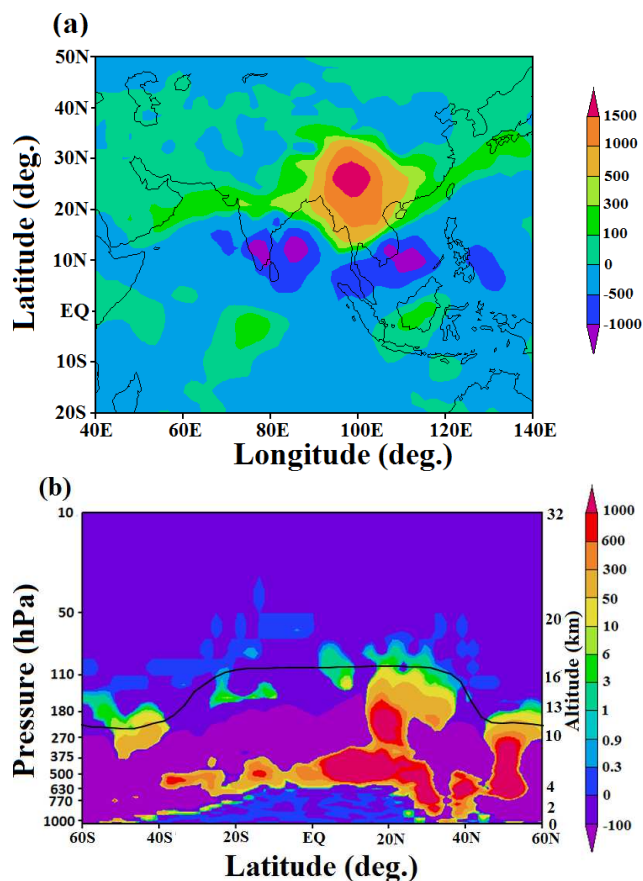 (a)
50N
40N
30N
20N
10N
EQ
10S
20S
Latitude (deg.)
40E 60E 80E 100E 120E 140E
Longitude (deg.)
1500
1000
500
300
100
0
-500
-1000
(b)
10
50
110
180
270
375
500
630
770
1000
Pressure (hPa)
32
20
16
13
10
4
2
0
Altitude (km)
60S 40S 20S EQ 20N 40N 60N
Latitude (deg.)
1000
600
300
50
10
6
3
1
0.9
0.3
0
-100